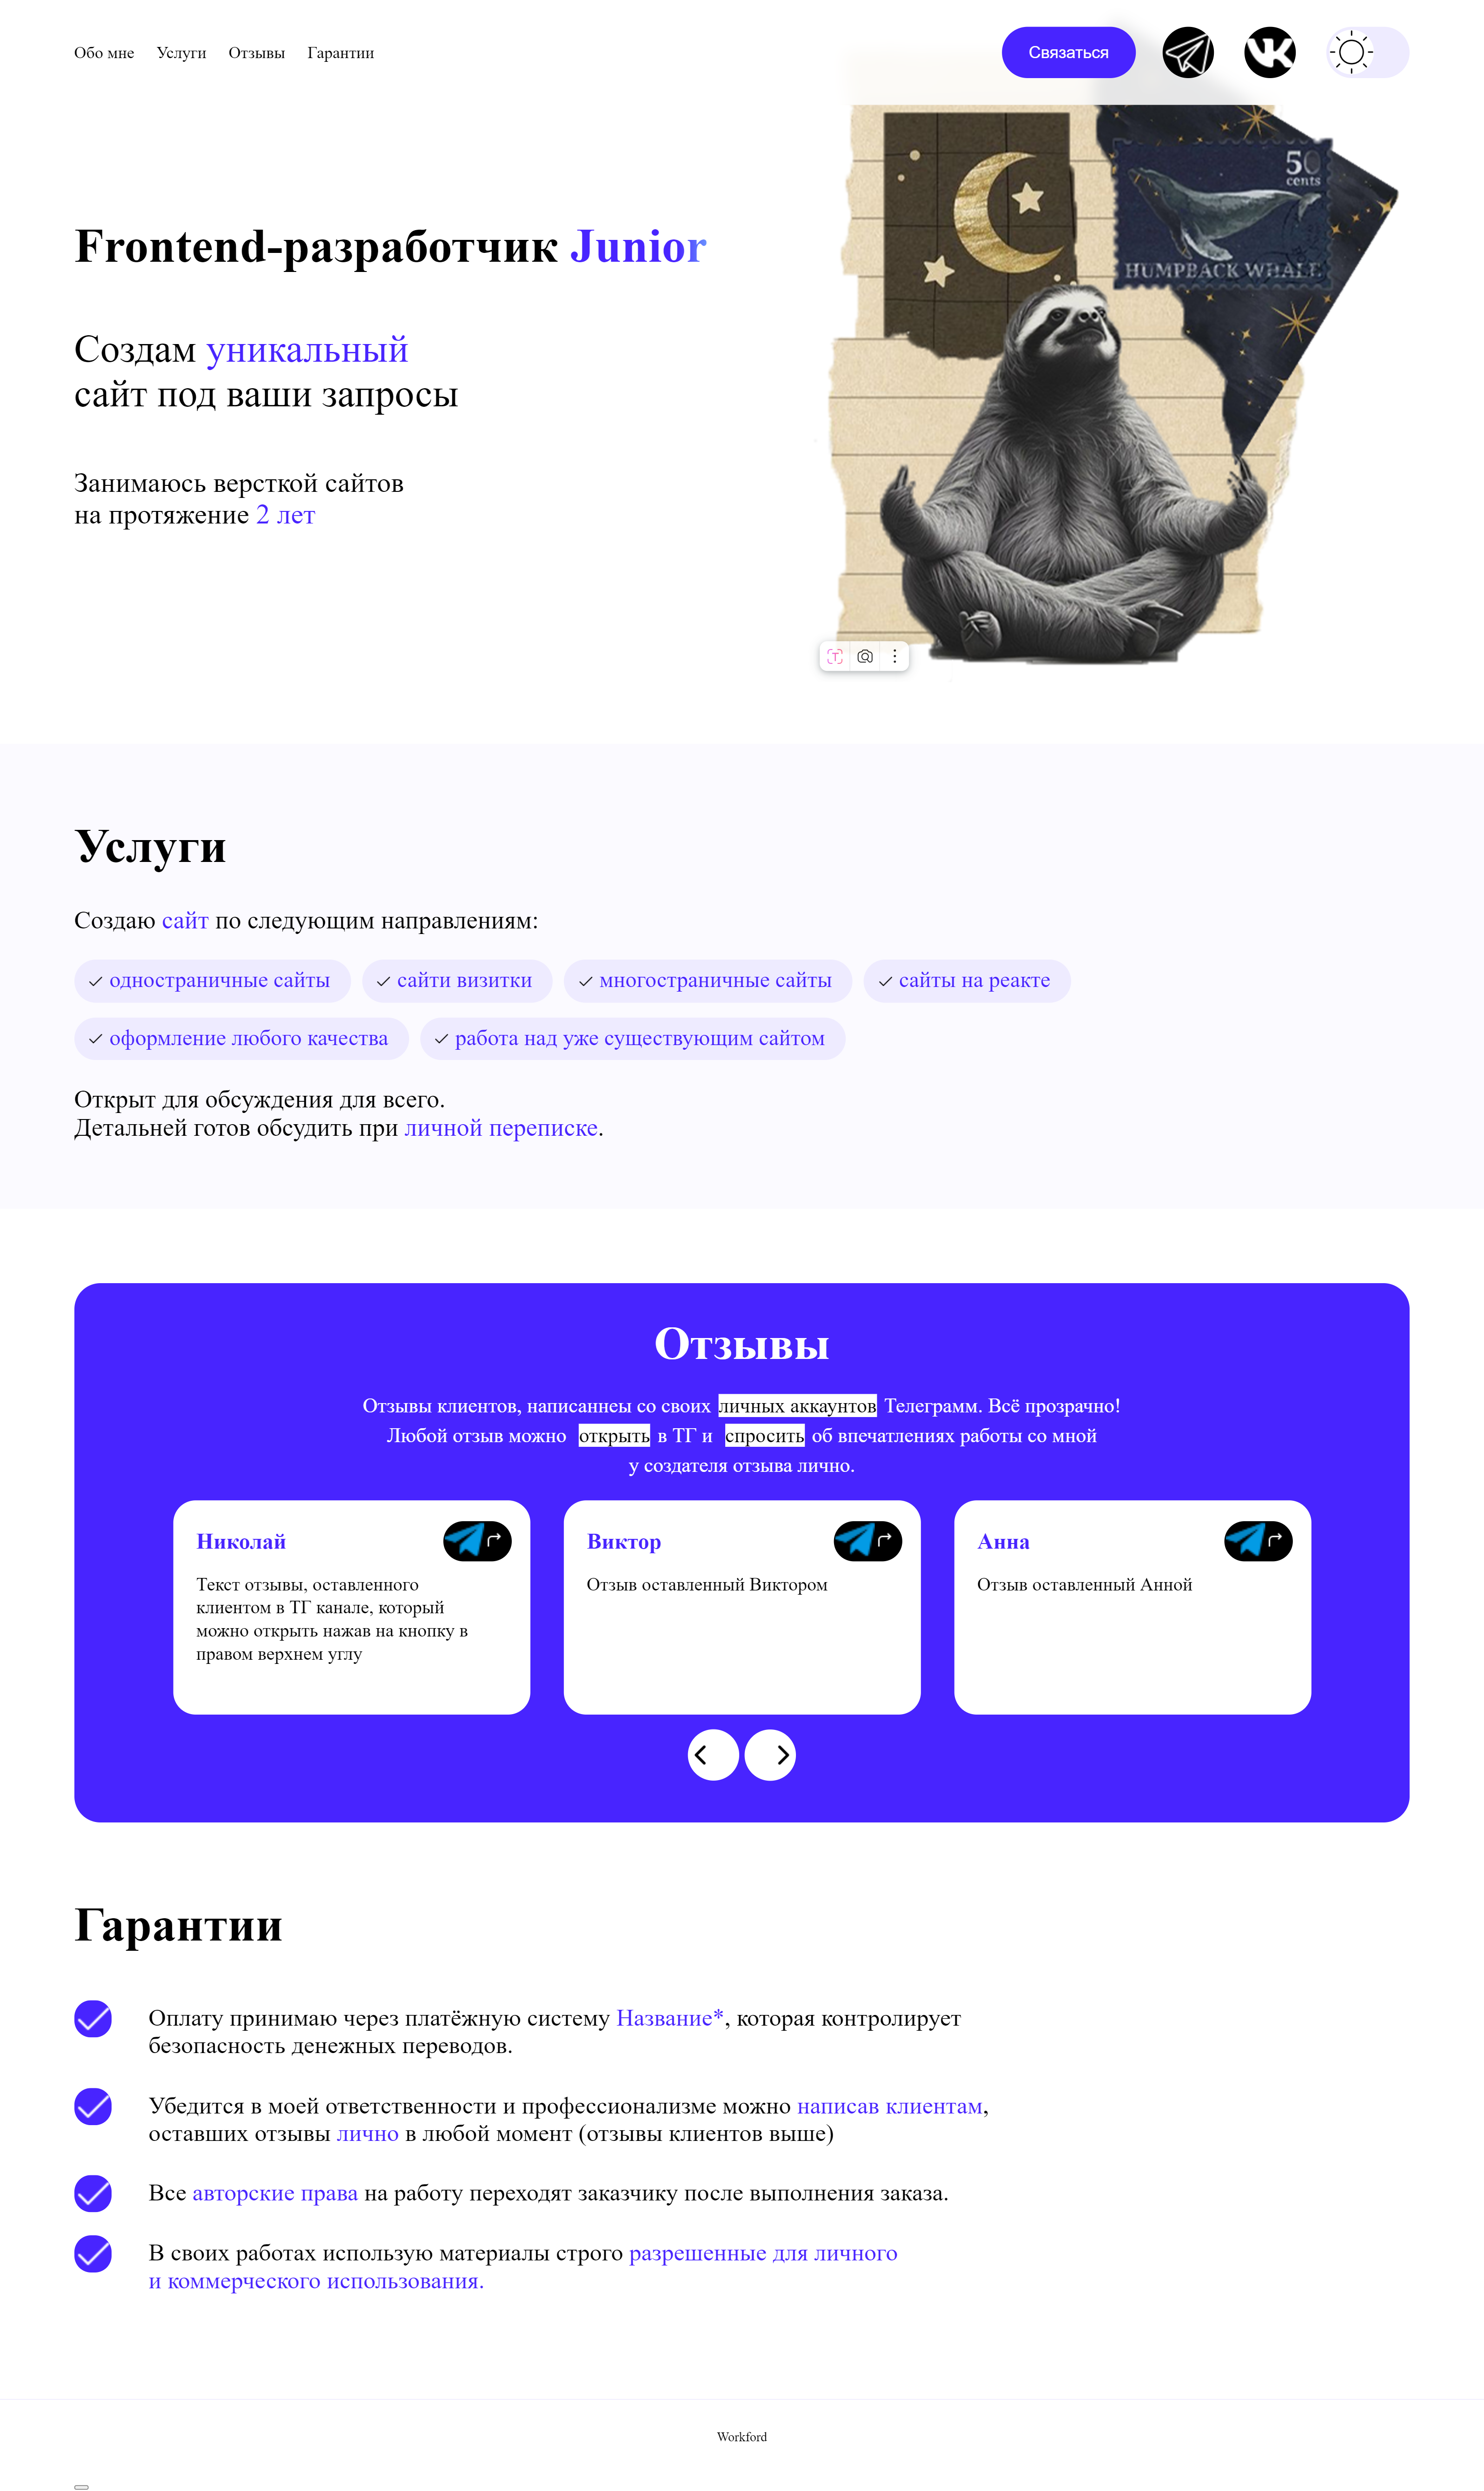 Обо мне Услуги Отзывы Гарантии Связаться
50
cents
HUMPBACK WHALE
Frontend-разработчик Junior
Создам уникальный
сайт под ваши запросы
Занимаюсь версткой сайтов
на протяжение 2 лет
Услуги
Создаю сайт по следующим направлениям:
одностраничные сайты сайти визитки многостраничные сайты сайты на реакте
оформление любого качества работа над уже существующим сайтом
Открыт для обсуждения для всего.
Детальней готов обсудить при личной переписке.
Отзывы
Отзывы клиентов, написаннеы со своих личных аккаунтов Телеграмм. Всё прозрачно!
Любой отзыв можно открыть в ТГ и спросить об впечатлениях работы со мной
у создателя отзыва лично.
Николай
Текст отзывы, оставленного
клиентом в ТГ канале, который
можно открыть нажав на кнопку в
правом верхнем углу
Виктор
Отзыв оставленный Виктором
Анна
Отзыв оставленный Анной
Гарантии
Оплату принимаю через платёжную систему Название*, которая контролирует
безопасность денежных переводов.
Убедится в моей ответственности и профессионализме можно написав клиентам,
оставших отзывы лично в любой момент (отзывы клиентов выше)
Все авторские права на работу переходят заказчику после выполнения заказа.
В своих работах использую материалы строго разрешенные для личного
и коммерческого использования.
Workford